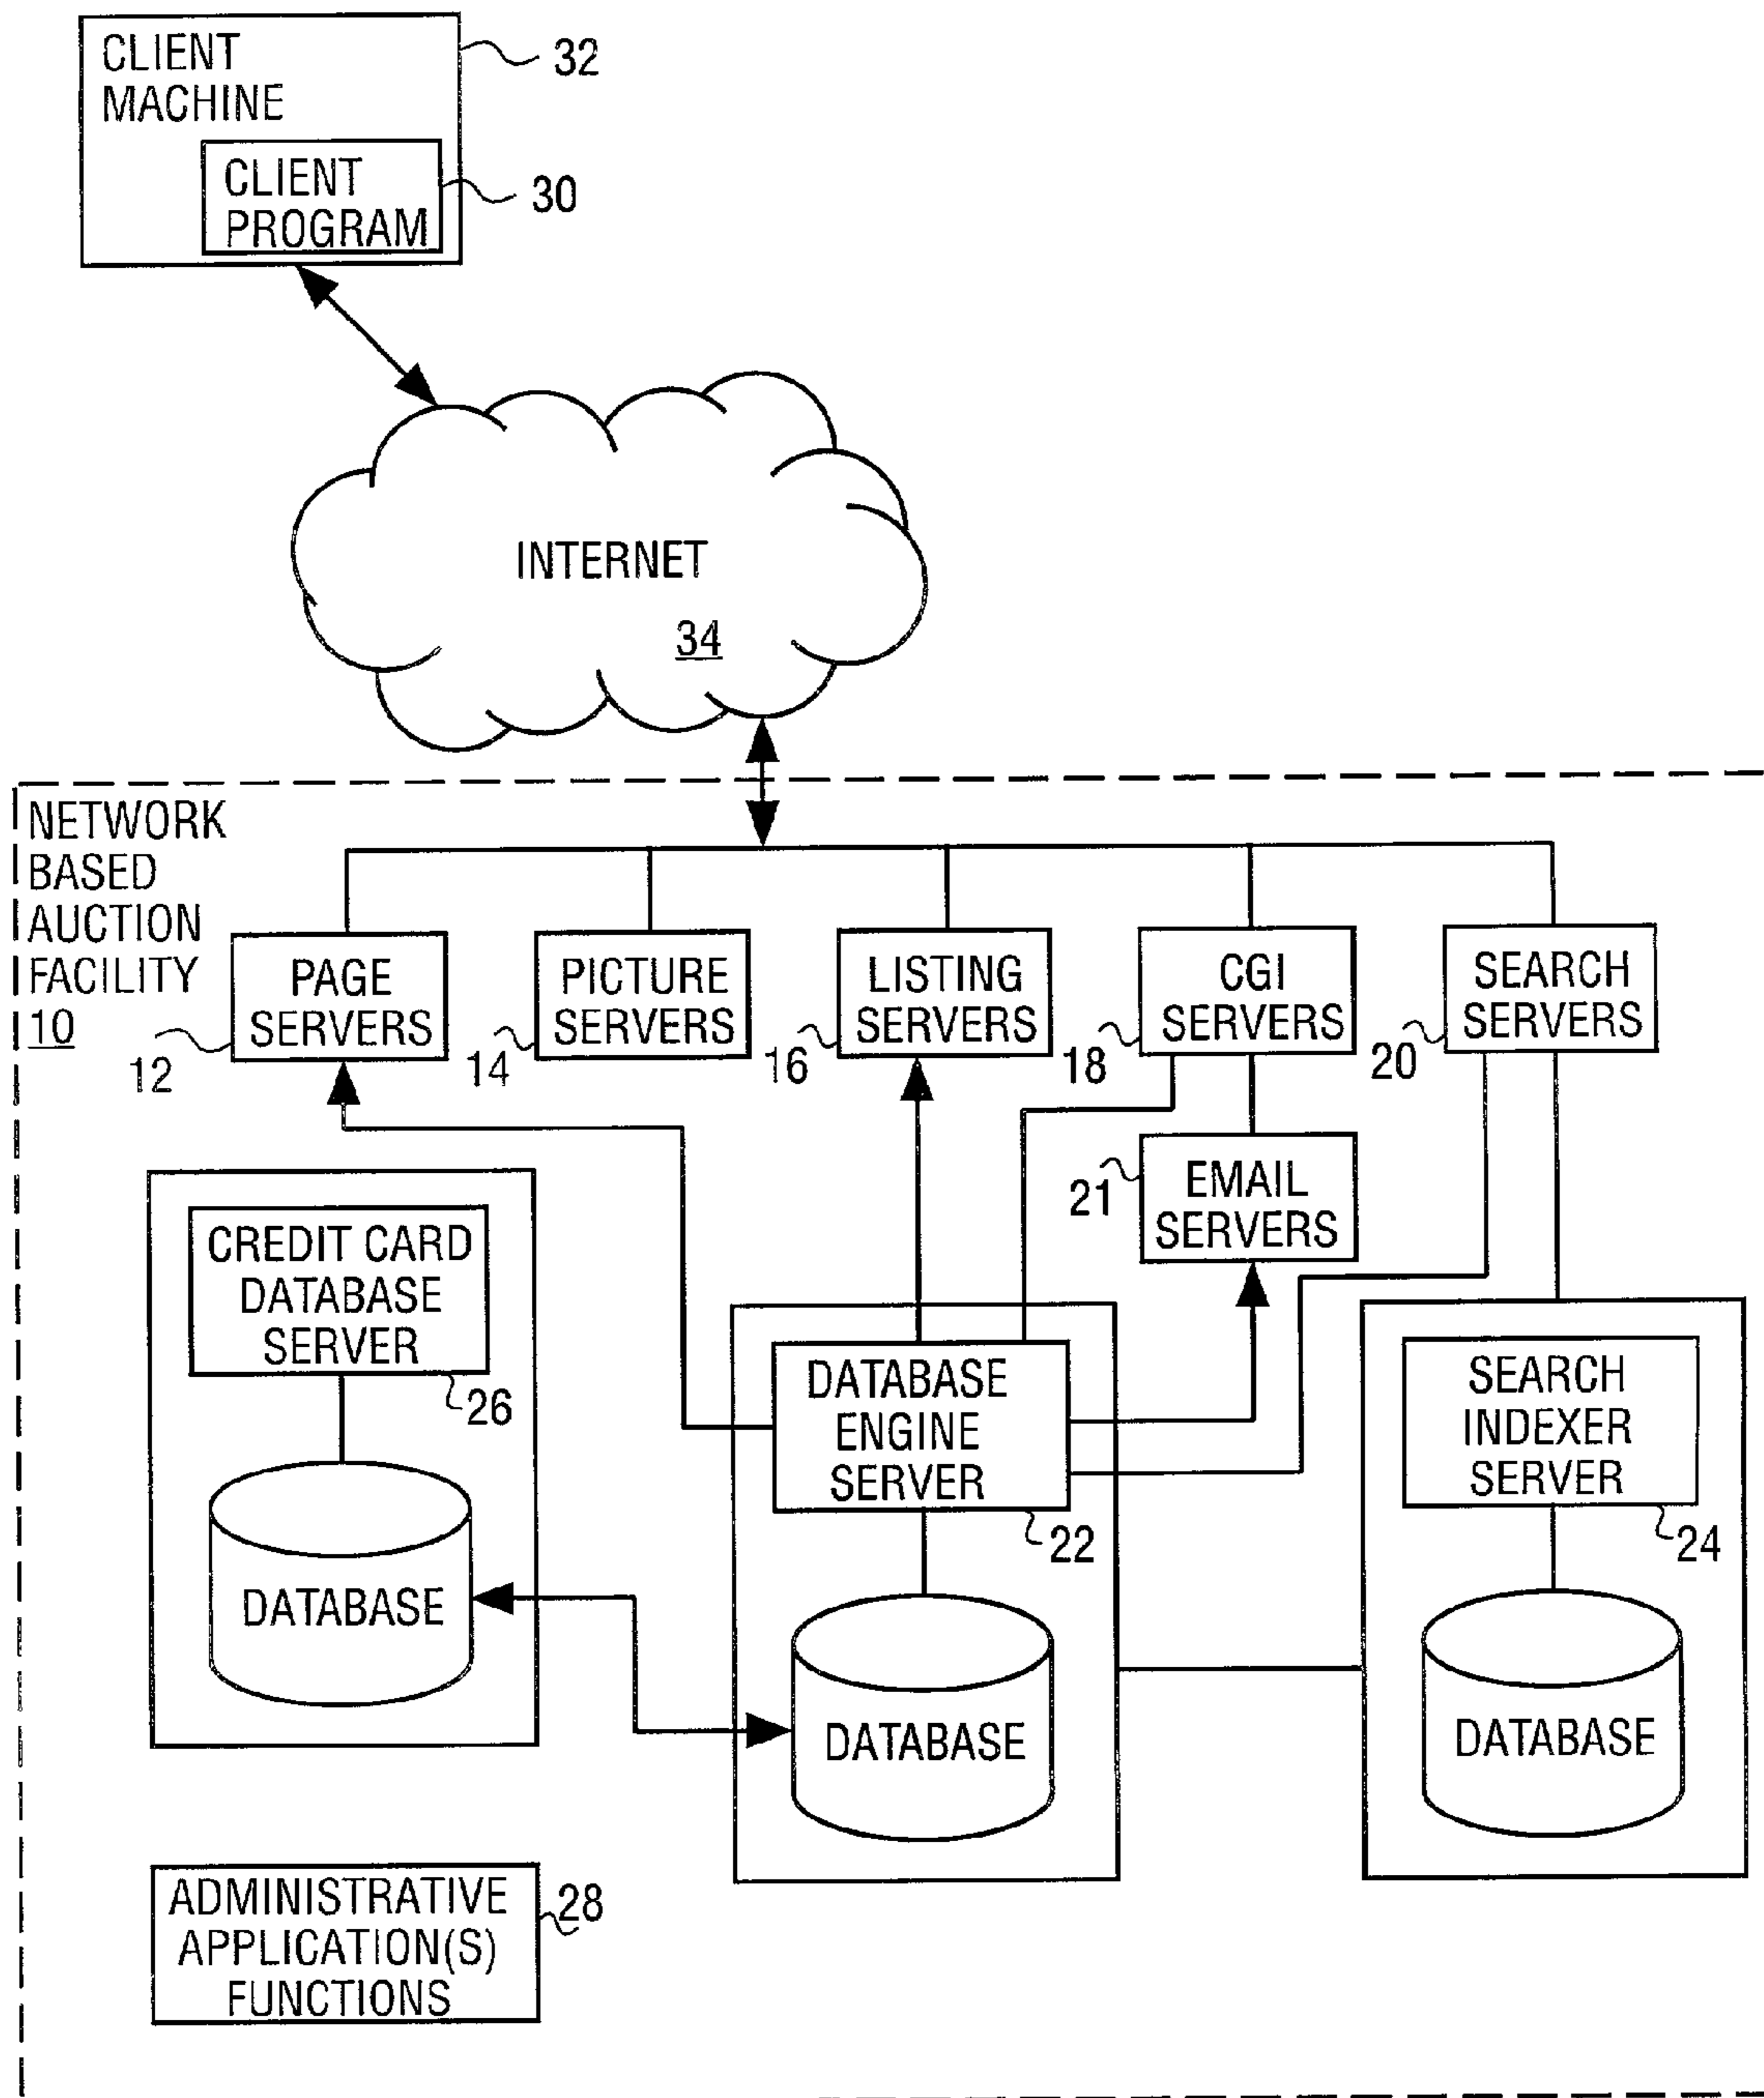 CLIENT
MACHINE
32
CLIENT
PROGRAM
30
INTERNET
34
NETWORK
BASED
AUCTION
FACILITY
10
PAGE
SERVERS
12
PICTURE
SERVERS
14
LISTING
SERVERS
16
CGI
SERVERS
18
SEARCH
SERVERS
20
EMAIL
SERVERS
21
CREDIT CARD
DATABASE
SERVER
26
DATABASE
DATABASE
ENGINE
SERVER
22
DATABASE
SEARCH
INDEXER
SERVER
24
DATABASE
ADMINISTRATIVE
APPLICATION(S)
FUNCTIONS
28